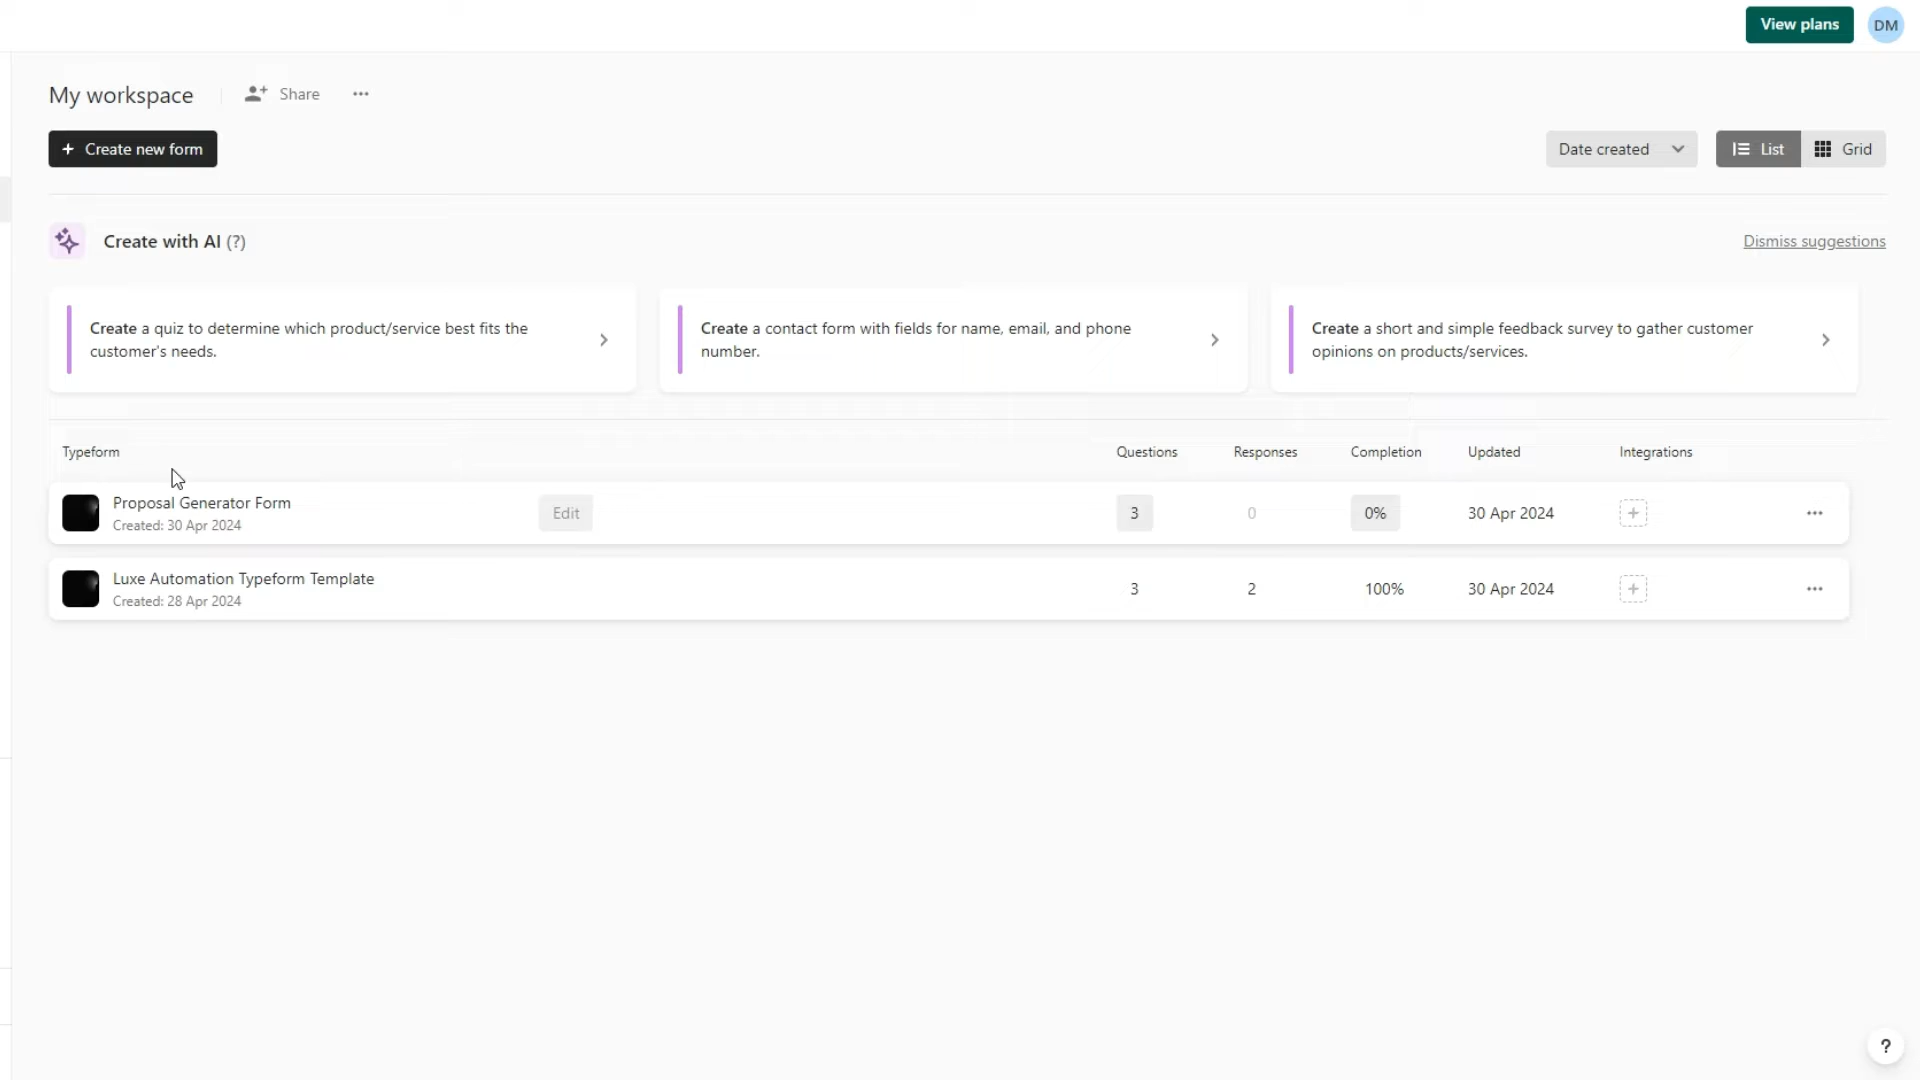 View plans
DM
My workspace
Share
+ Create new form
Date created
List
Grid
Create with AI (?)
Dismiss suggestions
Create a quiz to determine which product/service best fits the
customer's needs.
Create a contact form with fields for name, email, and phone
number.
Create a short and simple feedback survey to gather customer
opinions on products/services.
Typeform Questions Responses Completion Updated Integrations
Proposal Generator Form
Created: 30 Apr 2024
Edit 3 0 0% 30 Apr 2024
Luxe Automation Typeform Template
Created: 28 Apr 2024
3 2 100% 30 Apr 2024
?